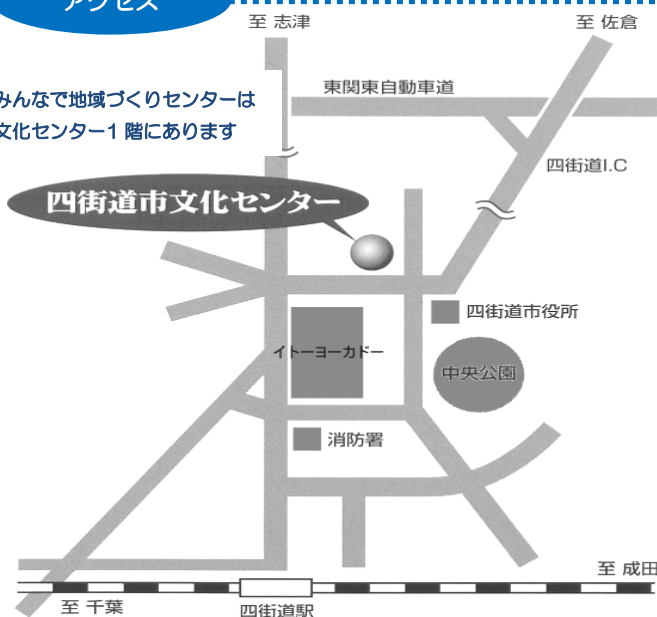 アクセス
至 志津
至 佐倉
東関東自動車道
みんなで地域づくりセンターは
文化センター1階にあります
四街道I.C
四街道市文化センター
四街道市役所
イトーヨーカドー
中央公園
消防署
至 成田
至 千葉
四街道駅